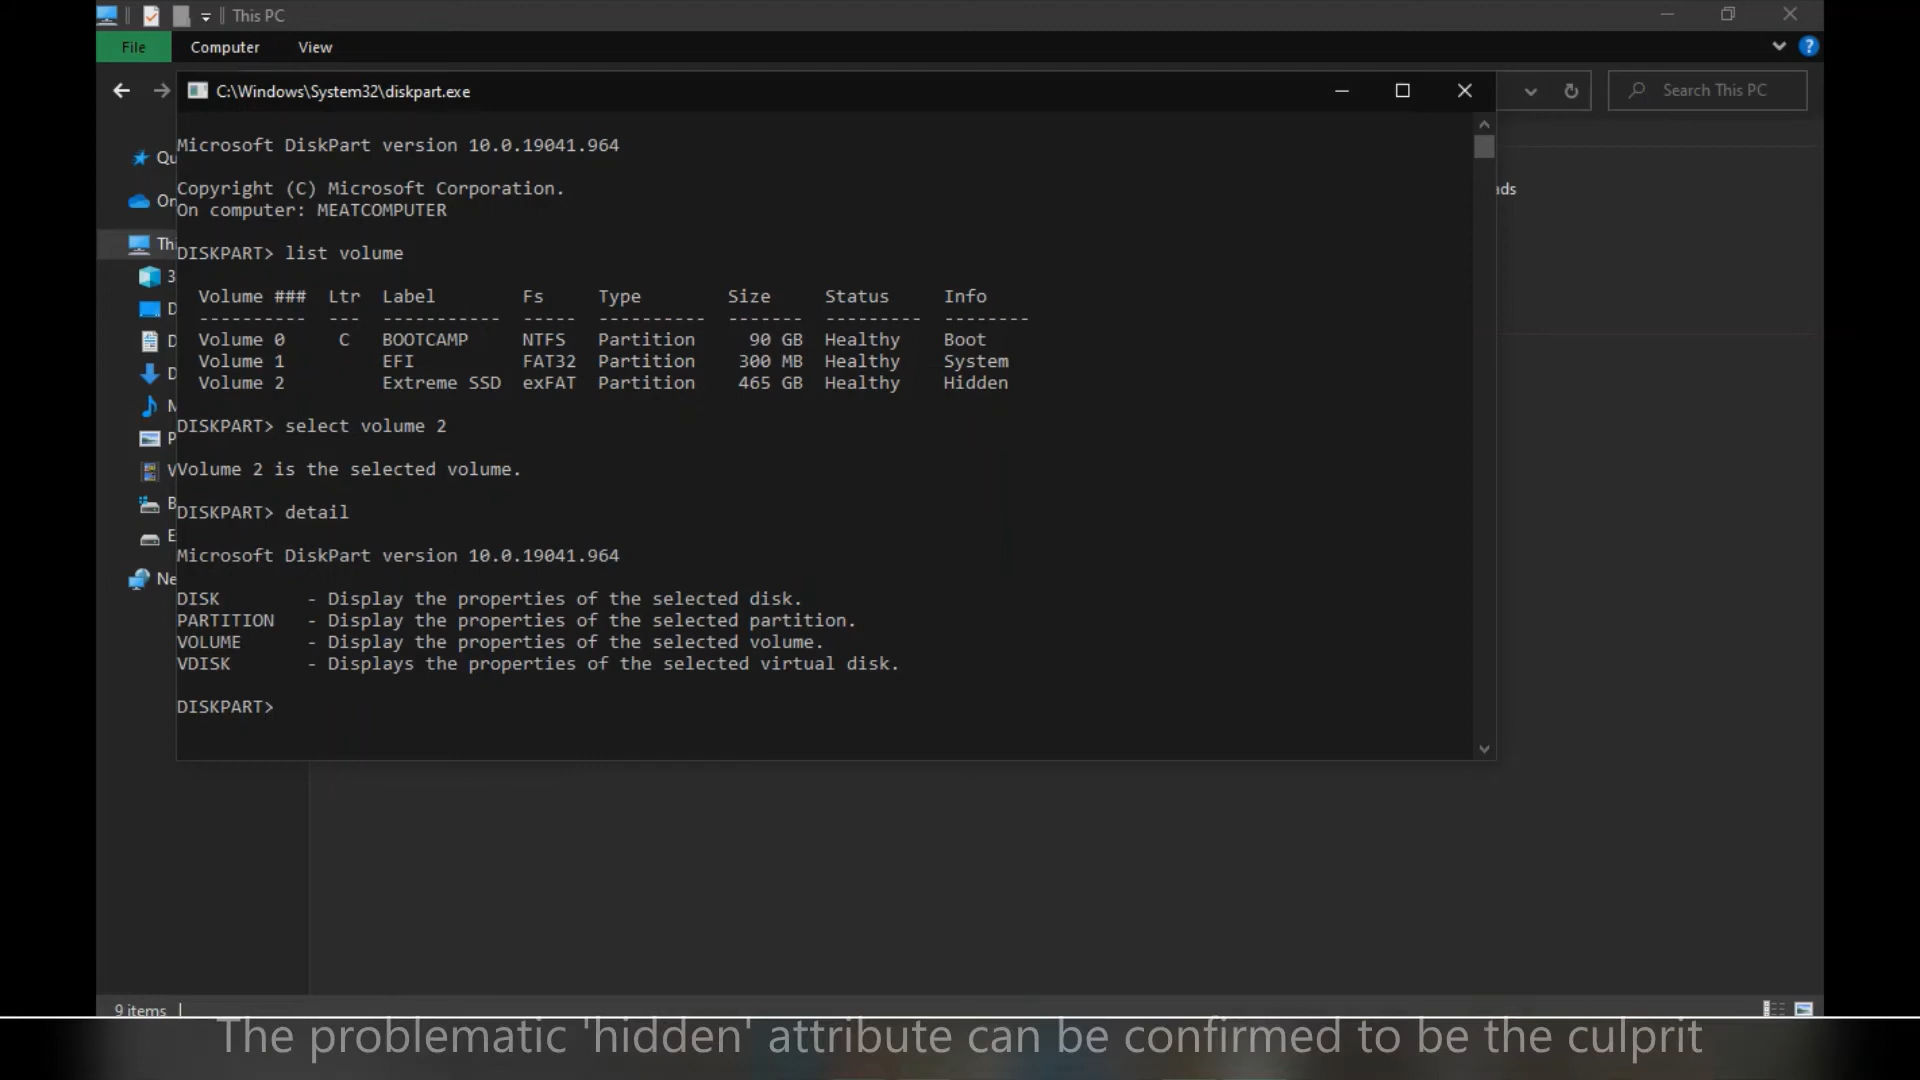 This PC
File Computer View
C:\Windows\System32\diskpart.exe
Search This PC
Microsoft DiskPart version 10.0.19041.964
Copyright (C) Microsoft Corporation.
On computer: MEATCOMPUTER
DISKPART> list volume
Volume ### Ltr Label Fs Type Size Status Info
---------- --- ----------- ----- ---------- ------- --------- --------
Volume 0 C BOOTCAMP NTFS Partition 90 GB Healthy Boot
Volume 1 EFI FAT32 Partition 300 MB Healthy System
Volume 2 Extreme SSD exFAT Partition 465 GB Healthy Hidden
DISKPART> select volume 2
Volume 2 is the selected volume.
DISKPART> detail
Microsoft DiskPart version 10.0.19041.964
DISK - Display the properties of the selected disk.
PARTITION - Display the properties of the selected partition.
VOLUME - Display the properties of the selected volume.
VDISK - Displays the properties of the selected virtual disk.
DISKPART>
9 items
The problematic 'hidden' attribute can be confirmed to be the culprit